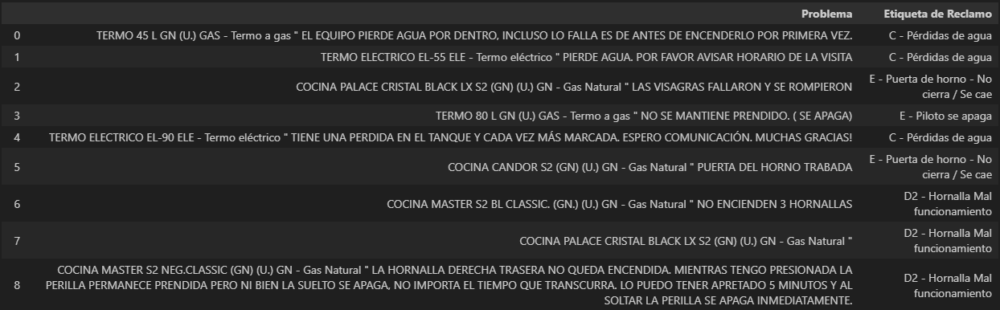 Problema Etiqueta de Reclamo
0 TERMO 45 L GN (U.) GAS - Termo a gas " EL EQUIPO PIERDE AGUA POR DENTRO, INCLUSO LO FALLA ES DE ANTES DE ENCENDERLO POR PRIMERA VEZ. C - Pérdidas de agua
1 TERMO ELECTRICO EL-55 ELE - Termo eléctrico " PIERDE AGUA. POR FAVOR AVISAR HORARIO DE LA VISITA C - Pérdidas de agua
2 COCINA PALACE CRISTAL BLACK LX S2 (GN) (U.) GN - Gas Natural " LAS VISAGRAS FALLARON Y SE ROMPIERON E - Puerta de horno - No
cierra / Se cae
3 TERMO 80 L GN (U.) GAS - Termo a gas " NO SE MANTIENE PRENDIDO. ( SE APAGA) E - Piloto se apaga
4 TERMO ELECTRICO EL-90 ELE - Termo eléctrico " TIENE UNA PERDIDA EN EL TANQUE Y CADA VEZ MÁS MARCADA. ESPERO COMUNICACIÓN. MUCHAS GRACIAS! C - Pérdidas de agua
5 COCINA CANDOR S2 (GN) (U.) GN - Gas Natural " PUERTA DEL HORNO TRABADA E - Puerta de horno - No
cierra / Se cae
6 COCINA MASTER S2 BL CLASSIC. (GN.) (U.) GN - Gas Natural " NO ENCIENDEN 3 HORNALLAS D2 - Hornalla Mal
funcionamiento
7 COCINA PALACE CRISTAL BLACK LX S2 (GN) (U.) GN - Gas Natural " D2 - Hornalla Mal
funcionamiento
8 COCINA MASTER S2 NEG.CLASSIC (GN) (U.) GN - Gas Natural " LA HORNALLA DERECHA TRASERA NO QUEDA ENCENDIDA. MIENTRAS TENGO PRESIONADA LA
PERILLA PERMANECE PRENDIDA PERO NI BIEN LA SUELTO SE APAGA, NO IMPORTA EL TIEMPO QUE TRANSCURRA. LO PUEDO TENER APRETADO 5 MINUTOS Y AL
SOLTAR LA PERILLA SE APAGA INMEDIATAMENTE.
D2 - Hornalla Mal
funcionamiento